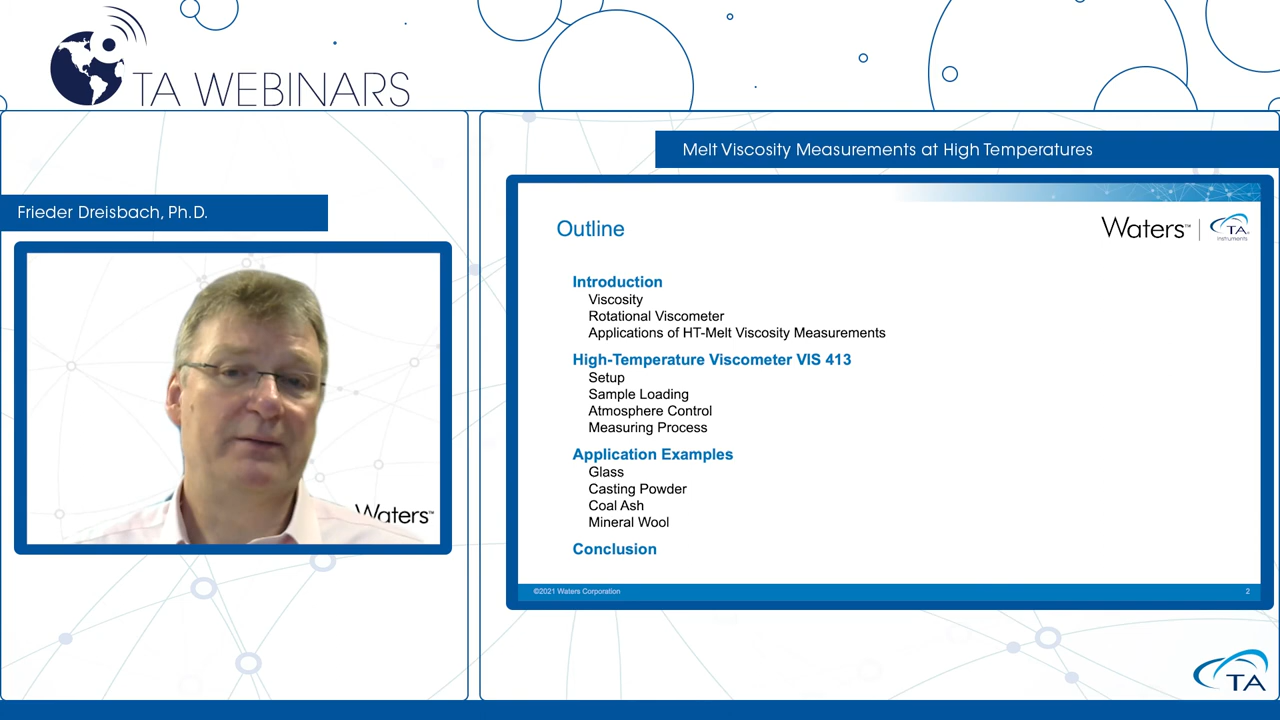 TA WEBINARS
Melt Viscosity Measurements at High Temperatures
Frieder Dreisbach, Ph.D.
Waters™
Outline
Waters™ | TA Instruments
Introduction
Viscosity
Rotational Viscometer
Applications of HT-Melt Viscosity Measurements
High-Temperature Viscometer VIS 413
Setup
Sample Loading
Atmosphere Control
Measuring Process
Application Examples
Glass
Casting Powder
Coal Ash
Mineral Wool
Conclusion
©2021 Waters Corporation
2
TA